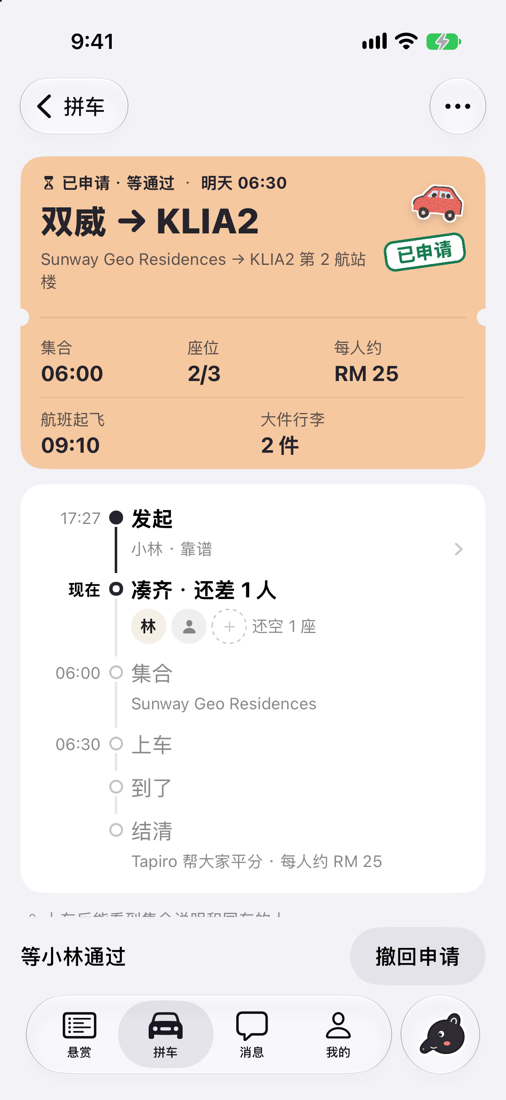 9:41
拼车
已申请 · 等通过 · 明天 06:30
双威 → KLIA2
Sunway Geo Residences → KLIA2 第 2 航站
楼
已申请
集合 座位 每人约
06:00 2/3 RM 25
航班起飞 大件行李
09:10 2 件
17:27 发起
小林 · 靠谱
现在 凑齐 · 还差 1 人
林 还空 1 座
06:00 集合
Sunway Geo Residences
06:30 上车
到了
结清
Tapiro 帮大家平分 · 每人约 RM 25
等小林通过 撤回申请
悬赏 拼车 消息 我的